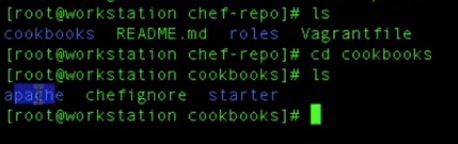 [root@workstation chef-repo]# ls
cookbooks README.md roles Vagrantfile
[root@workstation chef-repo]# cd cookbooks
[root@workstation cookbooks]# ls
apache chefignore starter
[root@workstation cookbooks]#